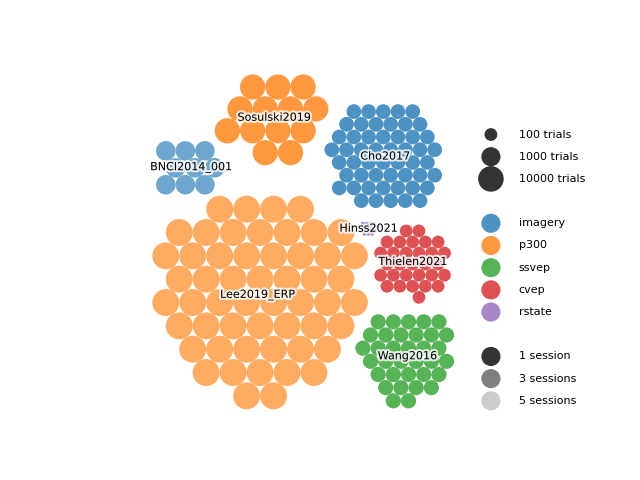 Sosulski2019
Cho2017
BNCI2014_001
Hinss2021
Thielen2021
Lee2019_ERP
Wang2016
100 trials
1000 trials
10000 trials
imagery
p300
ssvep
cvep
rstate
1 session
3 sessions
5 sessions